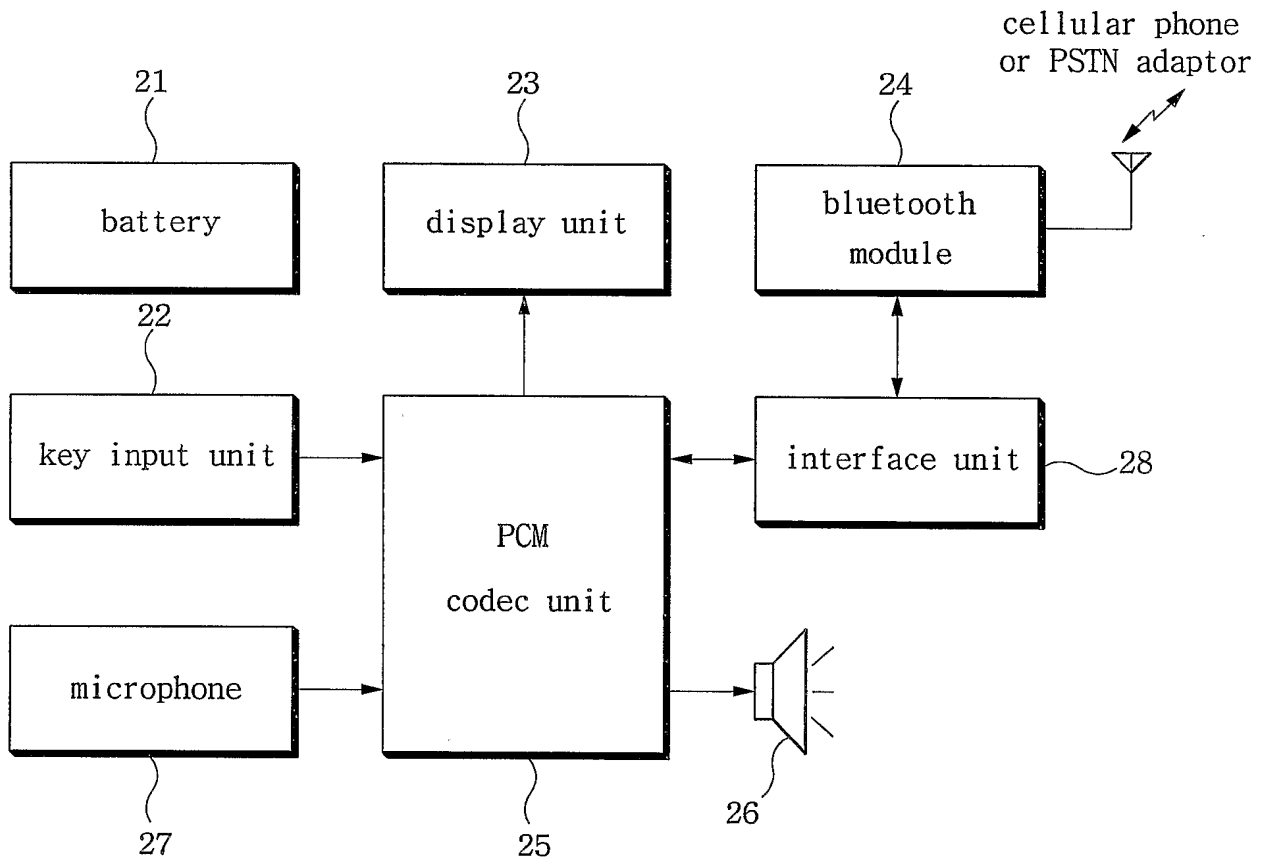 cellular phone
or PSTN adaptor
21
23
24
battery
display unit
bluetooth
module
22
key input unit
PCM
codec unit
interface unit
28
microphone
27
25
26